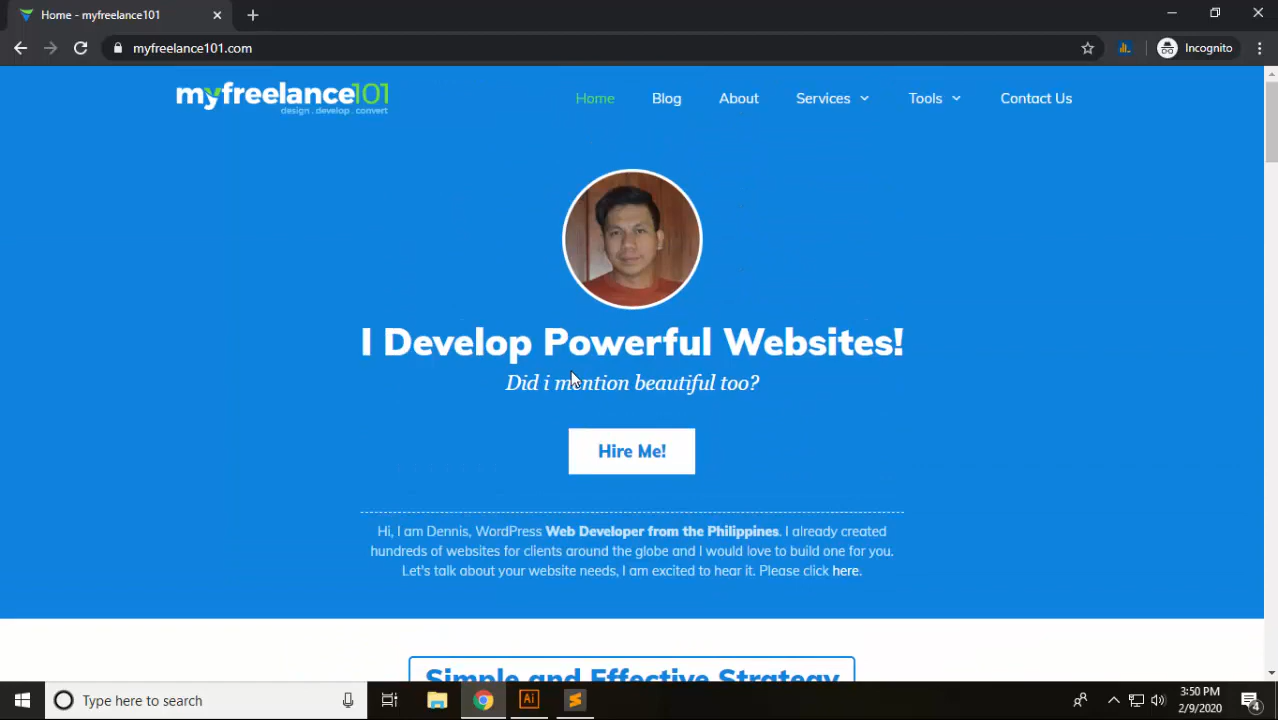 Home - myfreelance101
myfreelance101.com
Incognito
myfreelance101
design . develop . convert
Home Blog About Services Tools Contact Us
I Develop Powerful Websites!
Did i mention beautiful too?
Hire Me!
Hi, I am Dennis, WordPress Web Developer from the Philippines. I already created
hundreds of websites for clients around the globe and I would love to build one for you.
Let's talk about your website needs, I am excited to hear it. Please click here.
Simple and Effective Strategy
Type here to search
Ai
3:50 PM
2/9/2020
4